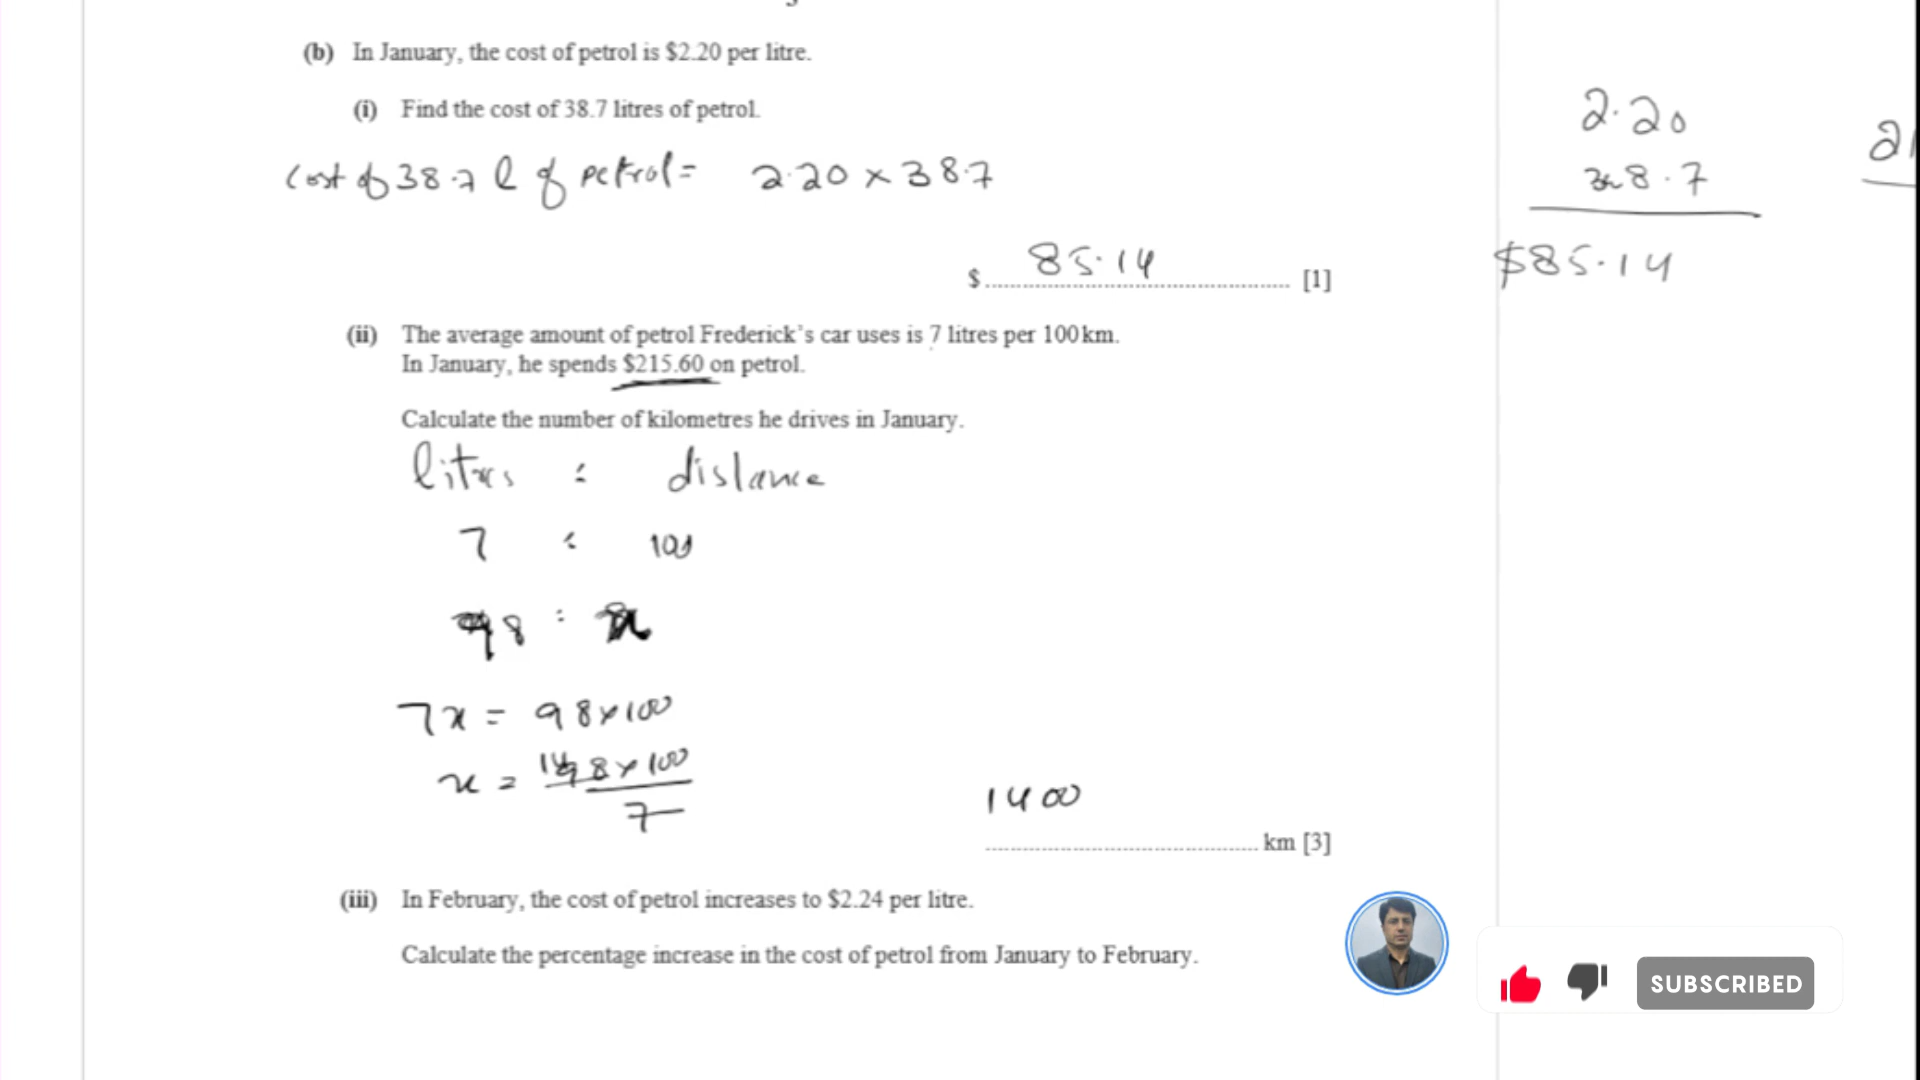 (b) In January, the cost of petrol is $2.20 per litre.
(i) Find the cost of 38.7 litres of petrol.
cost of 38.7 l of petrol = 2.20 × 38.7
$ 85.14 [1]
2.20
38.7
$85.14
(ii) The average amount of petrol Frederick's car uses is 7 litres per 100 km.
In January, he spends $215.60 on petrol.
Calculate the number of kilometres he drives in January.
litres : distance
7 : 100
98 : x
7x = 98×100
x = 98×100
7
1400
km [3]
(iii) In February, the cost of petrol increases to $2.24 per litre.
Calculate the percentage increase in the cost of petrol from January to February.
SUBSCRIBED